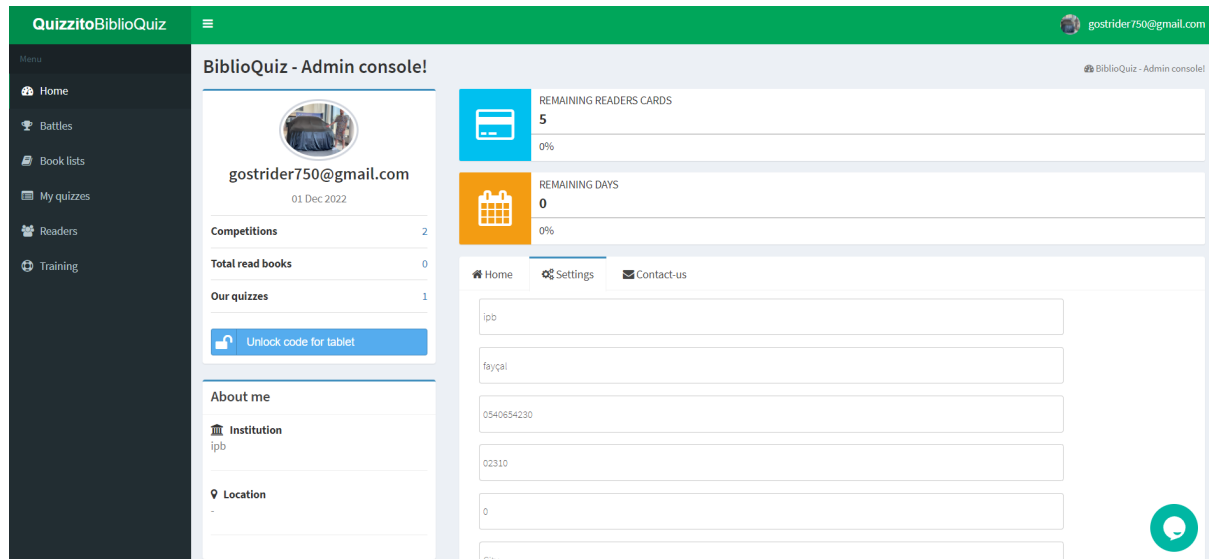 QuizzitoBiblioQuiz
gostrider750@gmail.com
Menu
Home
Battles
Book lists
My quizzes
Readers
Training
BiblioQuiz - Admin console!
BiblioQuiz - Admin console!
gostrider750@gmail.com
01 Dec 2022
Competitions 2
Total read books 0
Our quizzes 1
Unlock code for tablet
About me
Institution
ipb
Location
-
REMAINING READERS CARDS
5
0%
REMAINING DAYS
0
0%
Home Settings Contact-us
ipb
fayçal
0540654230
02310
0